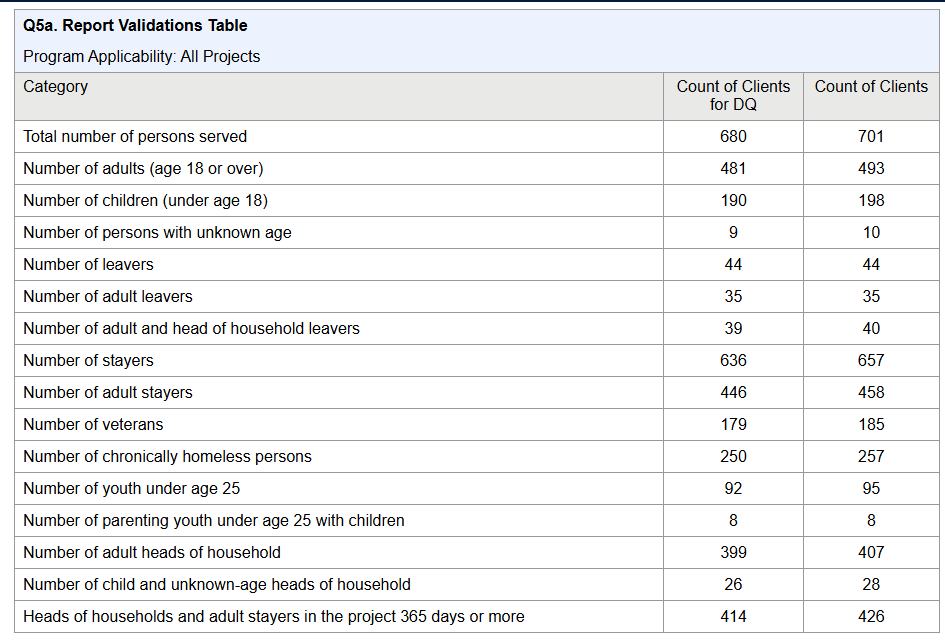 Q5a. Report Validations Table
Program Applicability: All Projects
Category Count of Clients for DQ Count of Clients
Total number of persons served 680 701
Number of adults (age 18 or over) 481 493
Number of children (under age 18) 190 198
Number of persons with unknown age 9 10
Number of leavers 44 44
Number of adult leavers 35 35
Number of adult and head of household leavers 39 40
Number of stayers 636 657
Number of adult stayers 446 458
Number of veterans 179 185
Number of chronically homeless persons 250 257
Number of youth under age 25 92 95
Number of parenting youth under age 25 with children 8 8
Number of adult heads of household 399 407
Number of child and unknown-age heads of household 26 28
Heads of households and adult stayers in the project 365 days or more 414 426